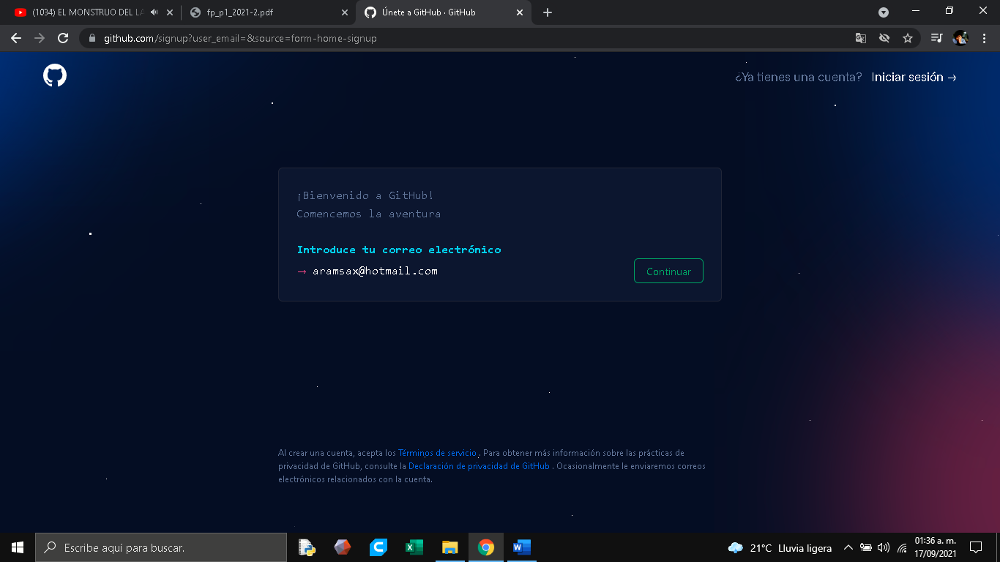 (1034) EL MONSTRUO DEL LA
fp_p1_2021-2.pdf
Únete a GitHub · GitHub
github.com/signup?user_email=&source=form-home-signup
¿Ya tienes una cuenta? Iniciar sesión →
¡Bienvenido a GitHub!
Comencemos la aventura
Introduce tu correo electrónico
→ aramsax@hotmail.com
Continuar
Al crear una cuenta, acepta los Términos de servicio . Para obtener más información sobre las prácticas de
privacidad de GitHub, consulte la Declaración de privacidad de GitHub . Ocasionalmente le enviaremos correos
electrónicos relacionados con la cuenta.
Escribe aquí para buscar.
21°C Lluvia ligera
01:36 a. m.
17/09/2021